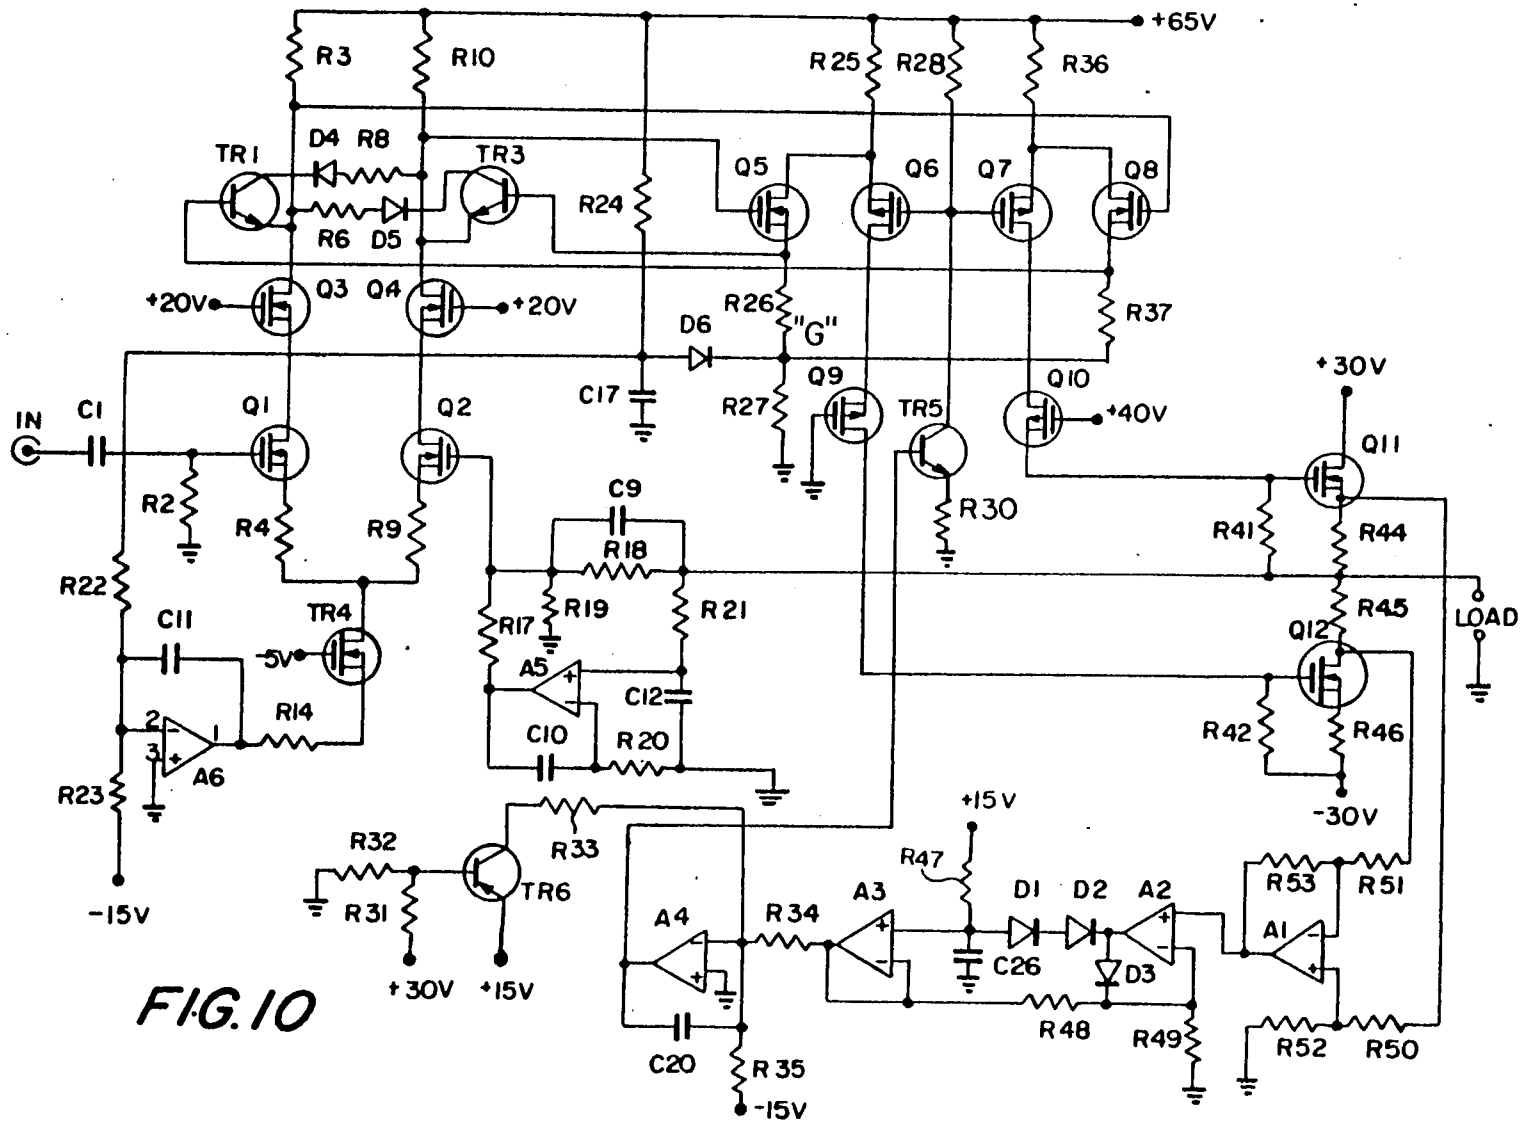 +65V
R3
R10
R25
R28
R36
D4
R8
TR1
TR3
Q5
Q6
Q7
Q8
R24
R6
D5
+20V
Q3
Q4
+20V
R26
"G"
R37
D6
+30V
Q9
Q10
C17
R27
TR5
+40V
IN
C1
Q1
Q2
Q11
C9
R2
R4
R9
R30
R41
R44
R18
R22
R19
R21
R45
LOAD
C11
TR4
R17
Q12
-5V
A5
+
-
C12
R14
C10
R20
R42
R46
2
-
1
3
+
A6
R23
-30V
+15V
R33
R32
R47
TR6
R53
R51
R31
-15V
A4
R34
A3
D1
D2
A2
A1
-
+
+
-
+
-
-
+
C26
D3
+30V
+15V
R48
R49
R52
R50
C20
R35
-15V
FIG.10